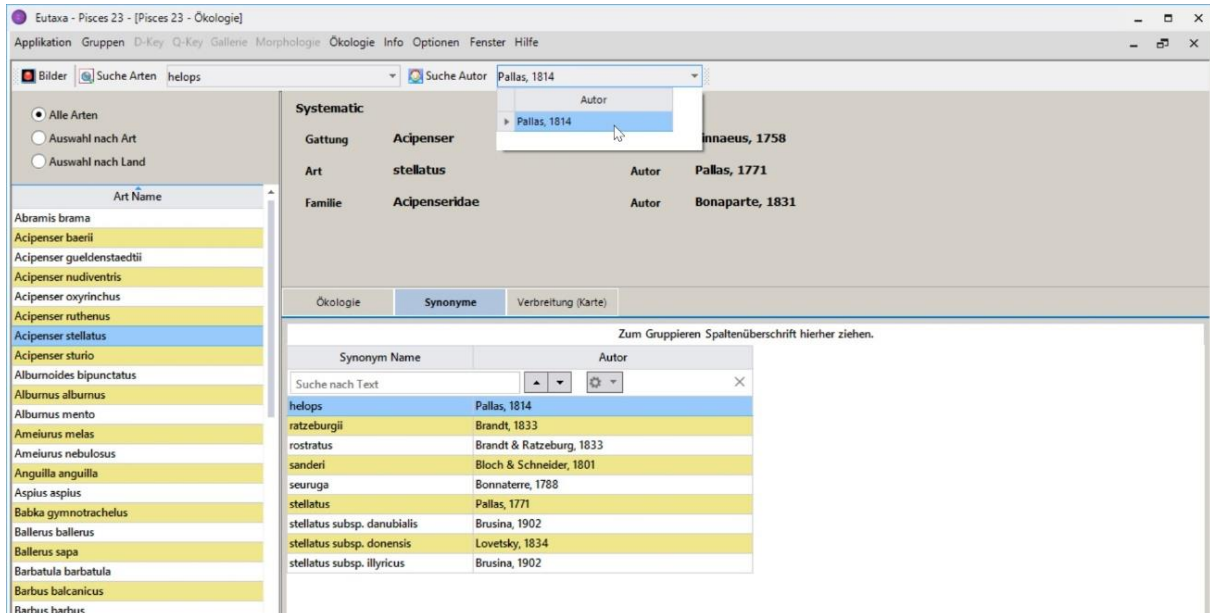 Eutaxa - Pisces 23 - [Pisces 23 - Ökologie]
Applikation Gruppen D-Key Q-Key Gallerie Morphologie Ökologie Info Optionen Fenster Hilfe
Bilder Suche Arten helops Suche Autor Pallas, 1814
Autor
Pallas, 1814
Alle Arten
Auswahl nach Art
Auswahl nach Land
Art Name
Abramis brama
Acipenser baerii
Acipenser gueldenstaedtii
Acipenser nudiventris
Acipenser oxyrinchus
Acipenser ruthenus
Acipenser stellatus
Acipenser sturio
Alburnoides bipunctatus
Alburnus alburnus
Alburnus mento
Ameiurus melas
Ameiurus nebulosus
Anguilla anguilla
Aspius aspius
Babka gymnotrachelus
Ballerus ballerus
Ballerus sapa
Barbatula barbatula
Barbus balcanicus
Barbus barbus
Systematic
Gattung Acipenser innaeus, 1758
Art stellatus Autor Pallas, 1771
Familie Acipenseridae Autor Bonaparte, 1831
Ökologie Synonyme Verbreitung (Karte)
Zum Gruppieren Spaltenüberschrift hierher ziehen.
Synonym Name Autor
Suche nach Text
helops Pallas, 1814
ratzeburgii Brandt, 1833
rostratus Brandt & Ratzeburg, 1833
sanderi Bloch & Schneider, 1801
seuruga Bonnaterre, 1788
stellatus Pallas, 1771
stellatus subsp. danubialis Brusina, 1902
stellatus subsp. donensis Lovetsky, 1834
stellatus subsp. illyricus Brusina, 1902